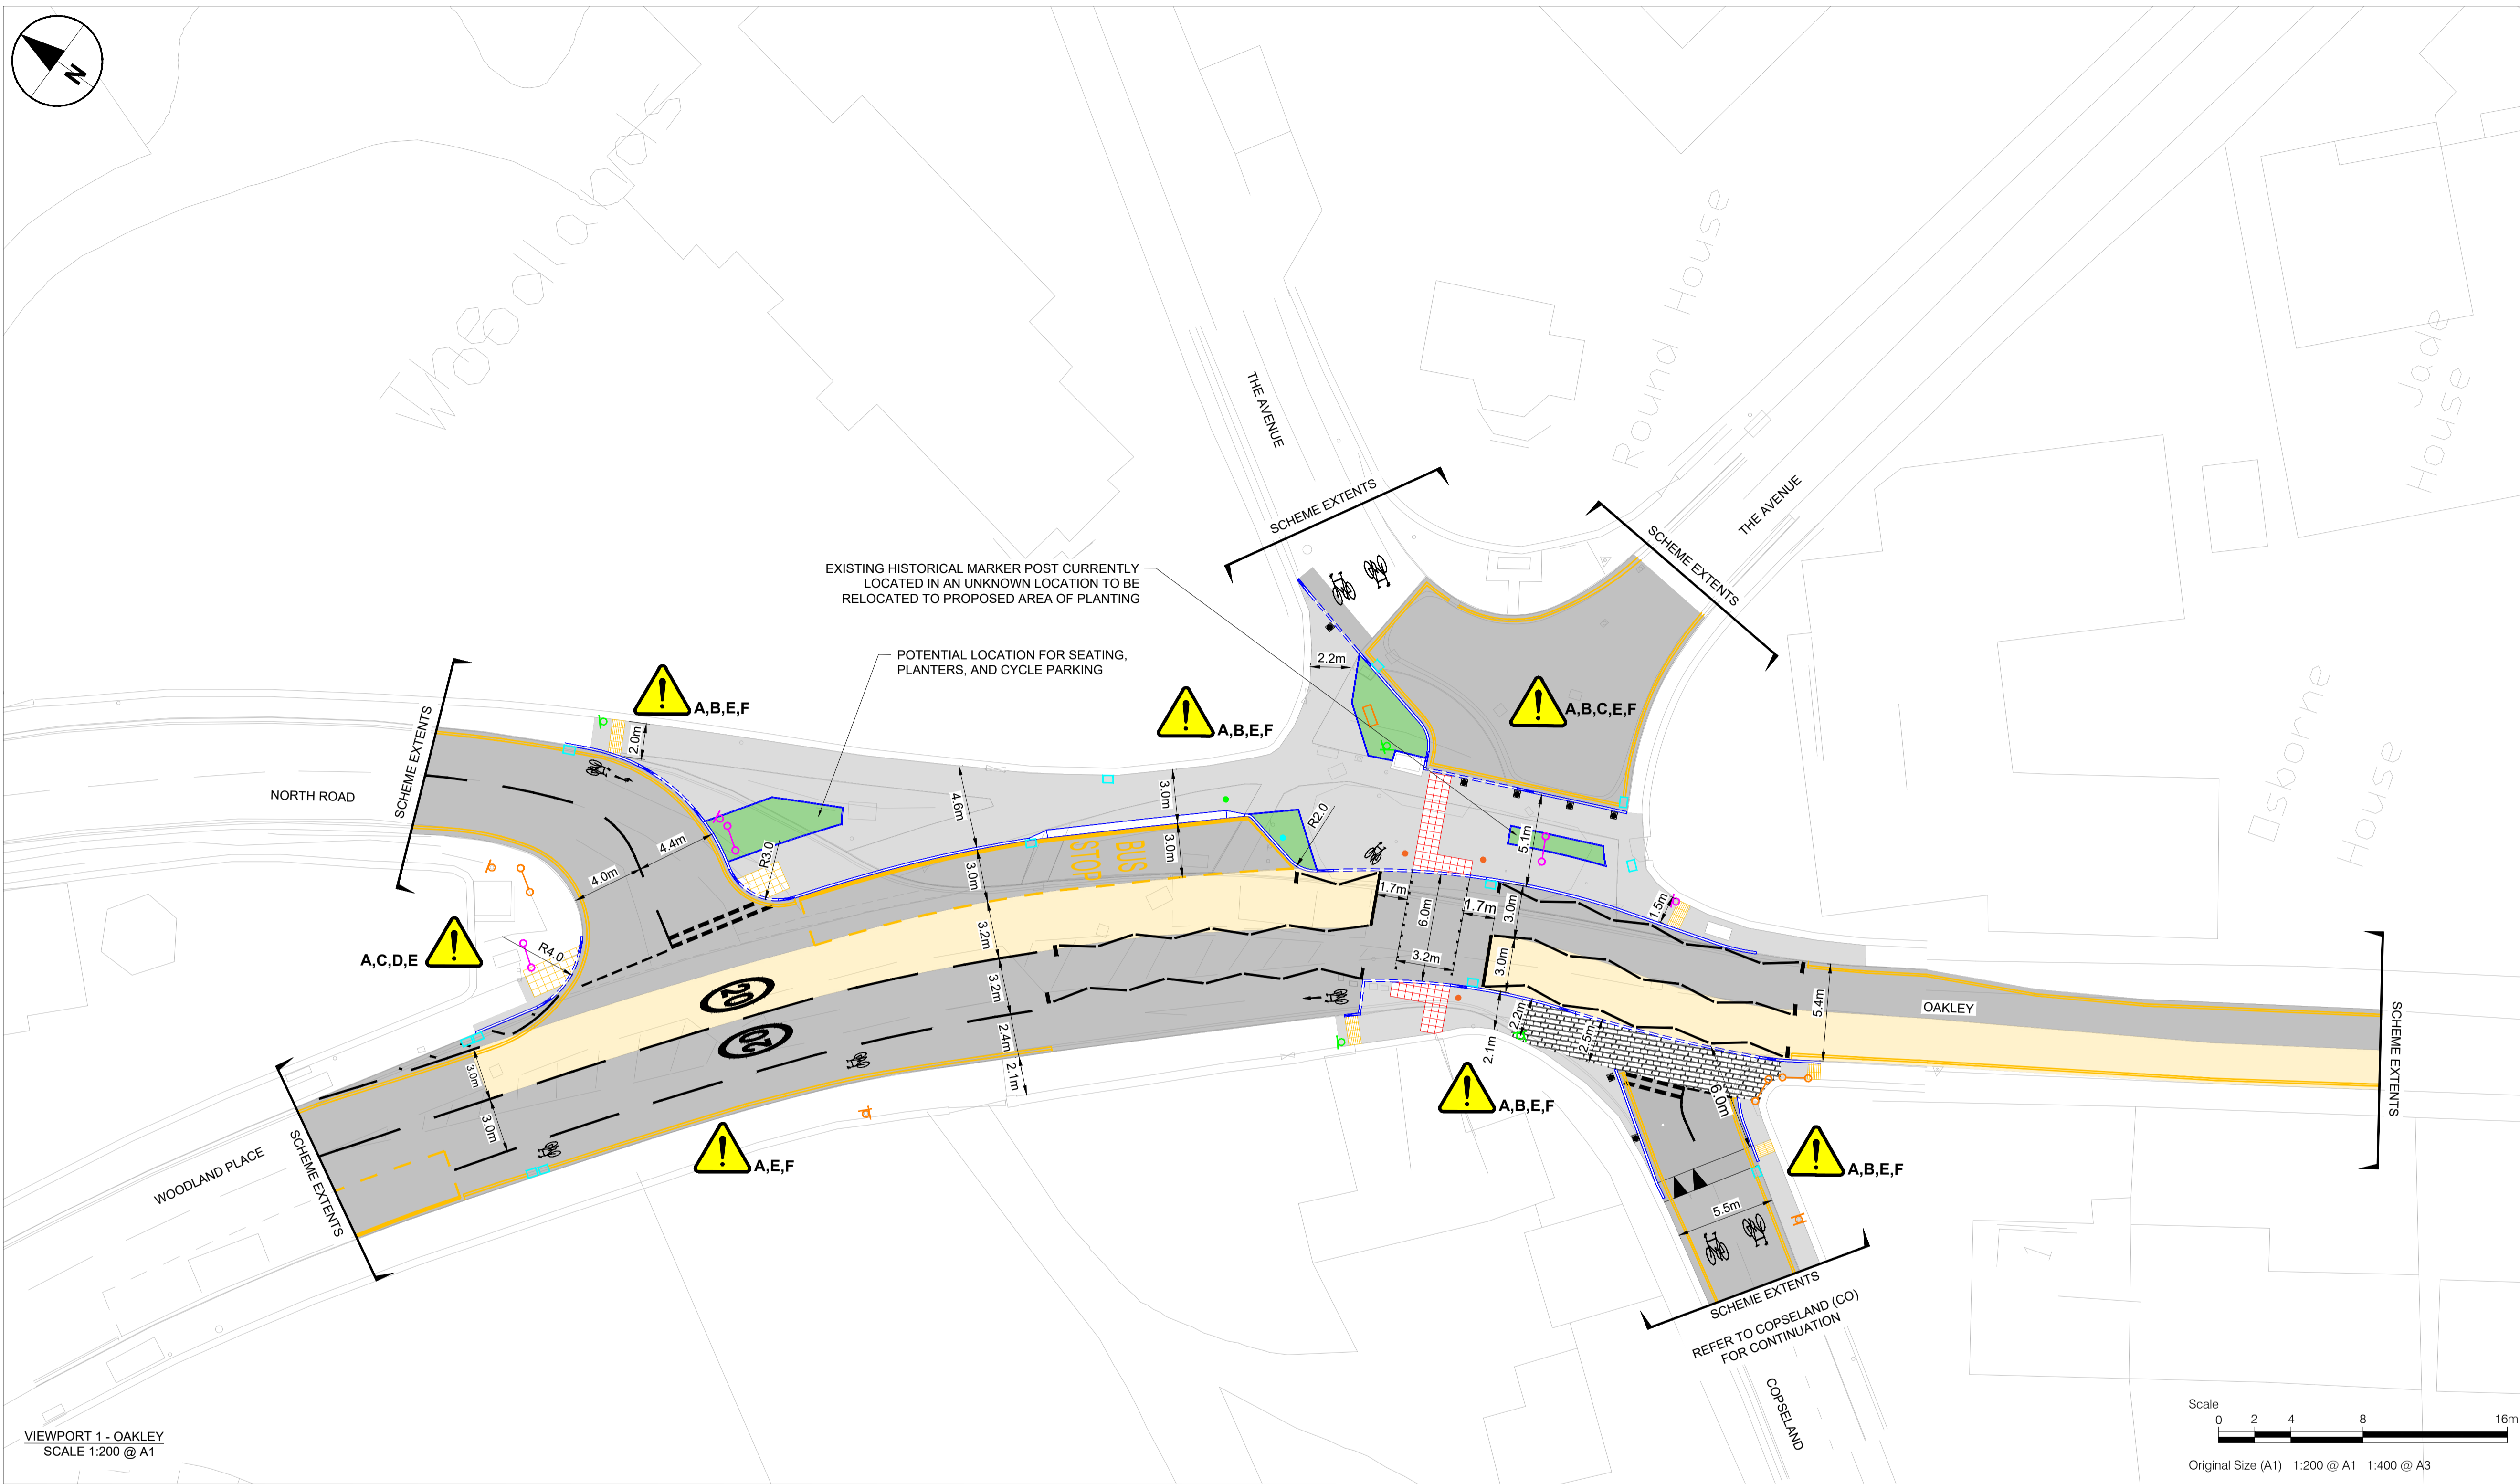 N
The Sealands
Round House
Jade
House
Lisborne
House
THE AVENUE
THE AVENUE
SCHEME EXTENTS
SCHEME EXTENTS
EXISTING HISTORICAL MARKER POST CURRENTLY
LOCATED IN AN UNKNOWN LOCATION TO BE
RELOCATED TO PROPOSED AREA OF PLANTING
POTENTIAL LOCATION FOR SEATING,
PLANTERS, AND CYCLE PARKING
A,B,E,F
A,B,E,F
A,B,C,E,F
2.2m
2.0m
SCHEME EXTENTS
NORTH ROAD
4.6m
3.0m
R2.0
5.1m
4.4m
4.0m
R3.0
3.0m
BUS
STOP
3.0m
1.7m
6.0m
1.7m
3.0m
1.5m
A,C,D,E
R4.0
3.2m
3.2m
3.0m
5.4m
OAKLEY
SCHEME EXTENTS
20
20
3.2m
2.4m
2.1m
2.1m
2.2m
2.5m
6.0m
3.0m
3.0m
A,B,E,F
A,B,E,F
A,E,F
WOODLAND PLACE
SCHEME EXTENTS
5.5m
1
SCHEME EXTENTS
REFER TO COPSELAND (CO)
FOR CONTINUATION
COPSELAND
VIEWPORT 1 - OAKLEY
SCALE 1:200 @ A1
Scale
0 2 4 8 16m
Original Size (A1) 1:200 @ A1 1:400 @ A3